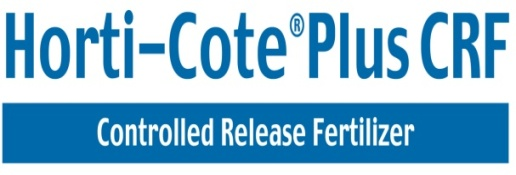 Horti-Cote® Plus CRF
Controlled Release Fertilizer